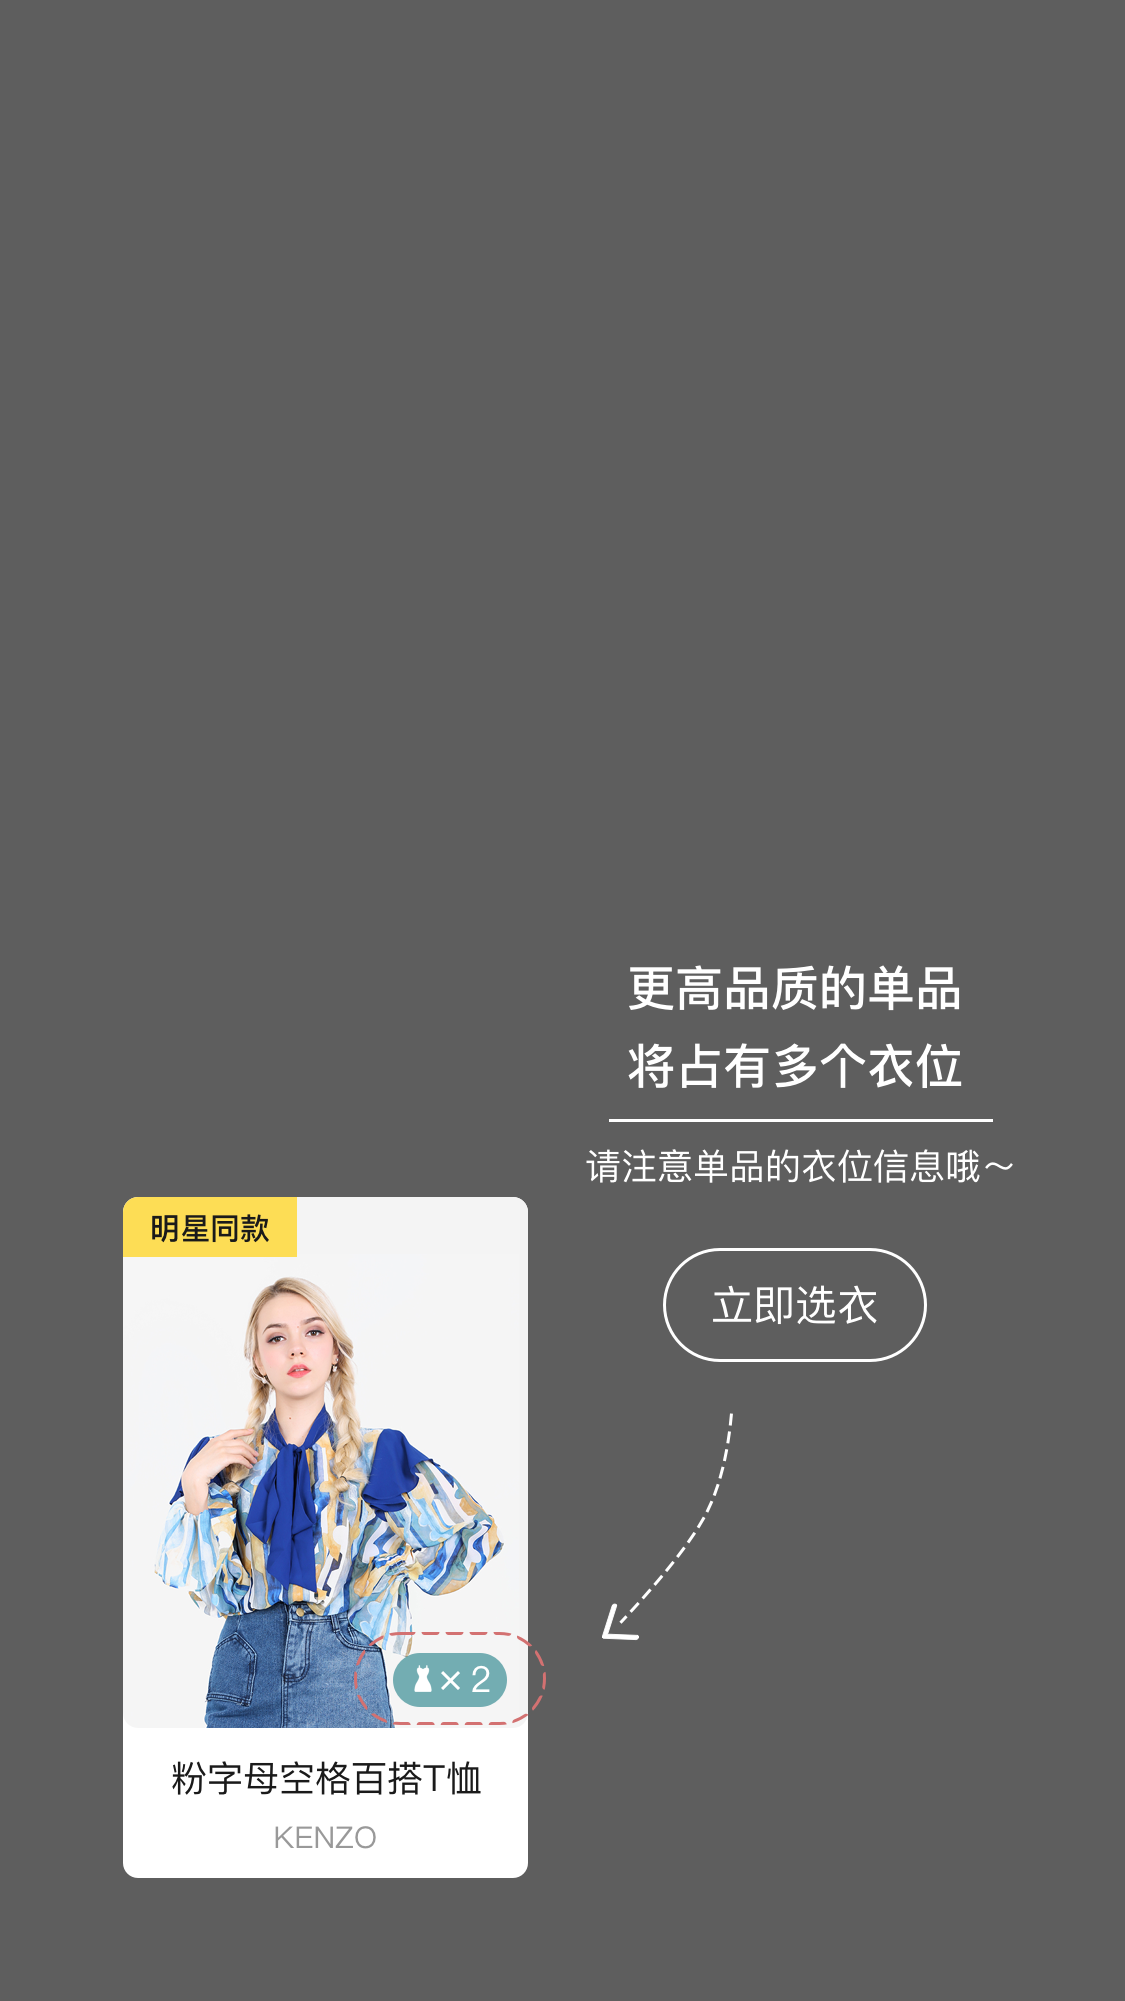 更高品质的单品
将占有多个衣位
请注意单品的衣位信息哦～
立即选衣
明星同款
× 2
粉字母空格百搭T恤
KENZO